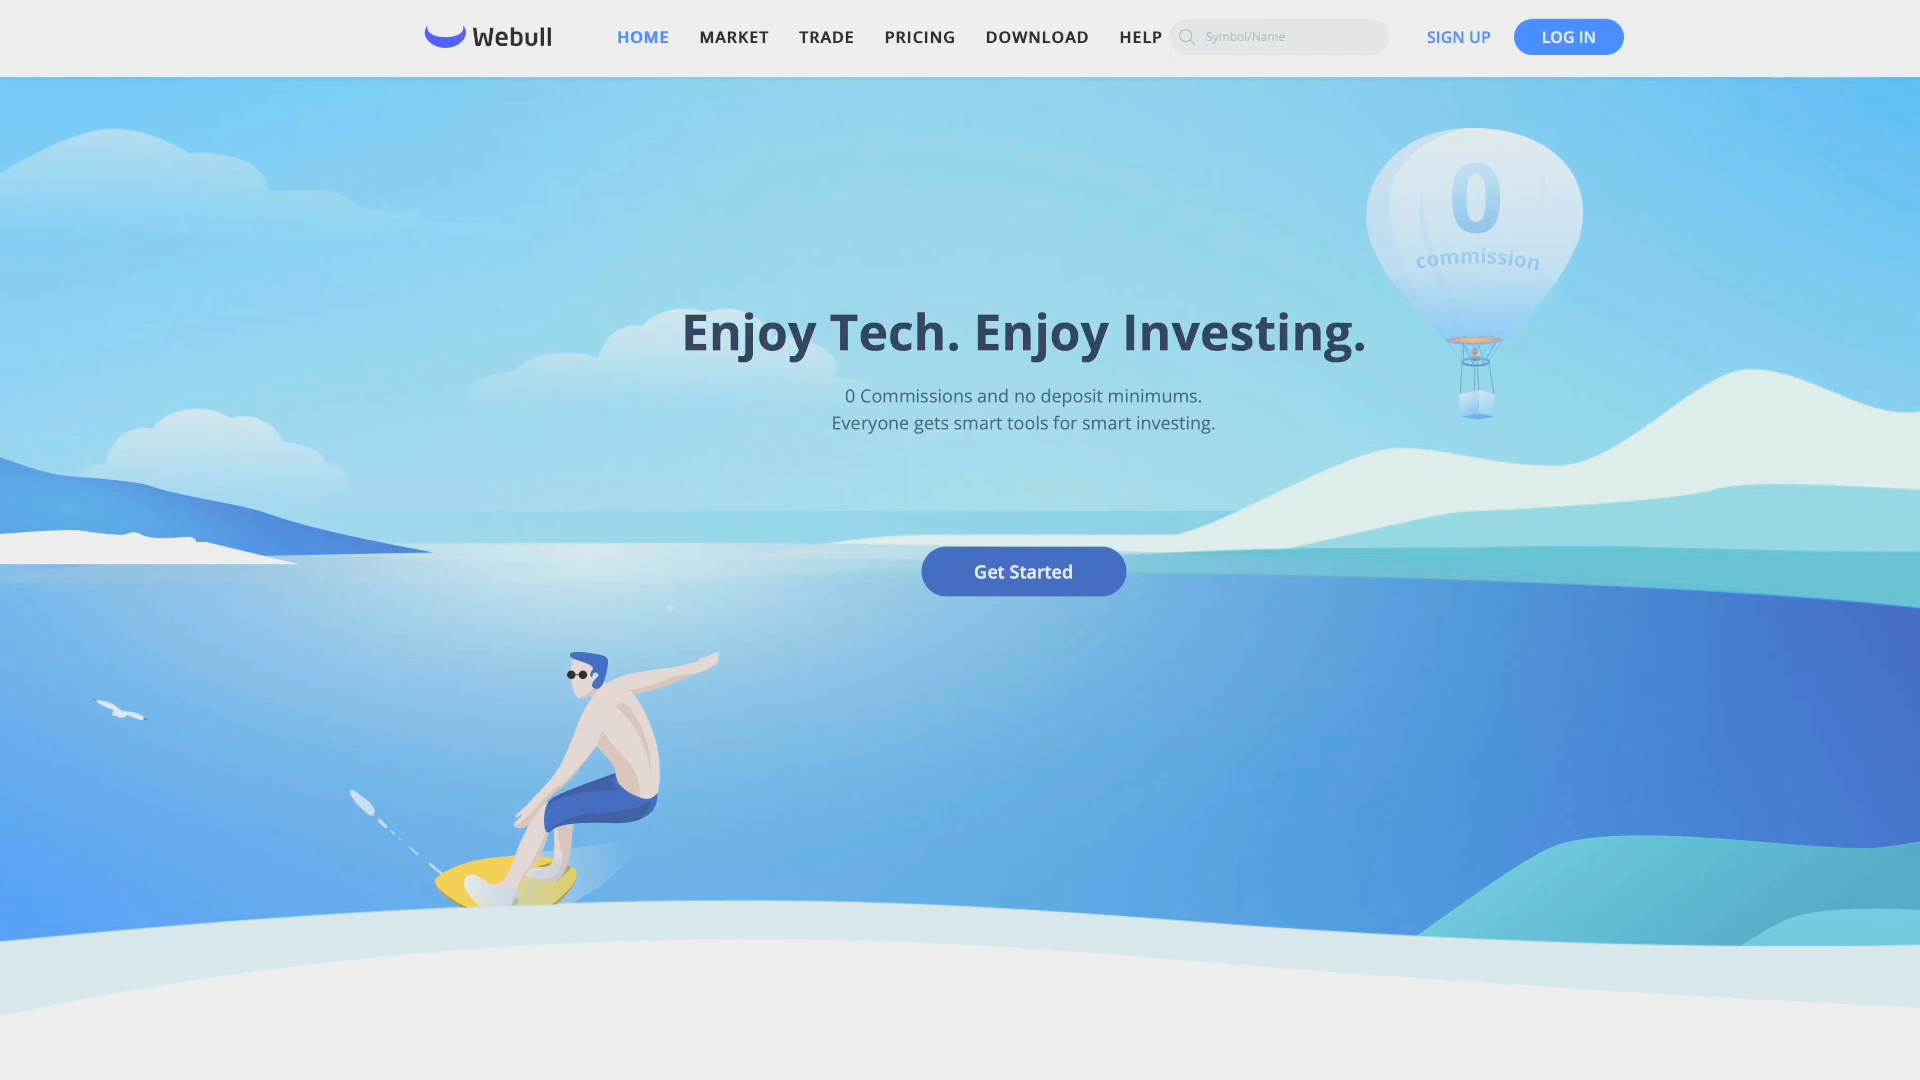 Webull
HOME MARKET TRADE PRICING DOWNLOAD HELP
Symbol/Name
SIGN UP
LOG IN
0
commission
Enjoy Tech. Enjoy Investing.
0 Commissions and no deposit minimums.
Everyone gets smart tools for smart investing.
Get Started